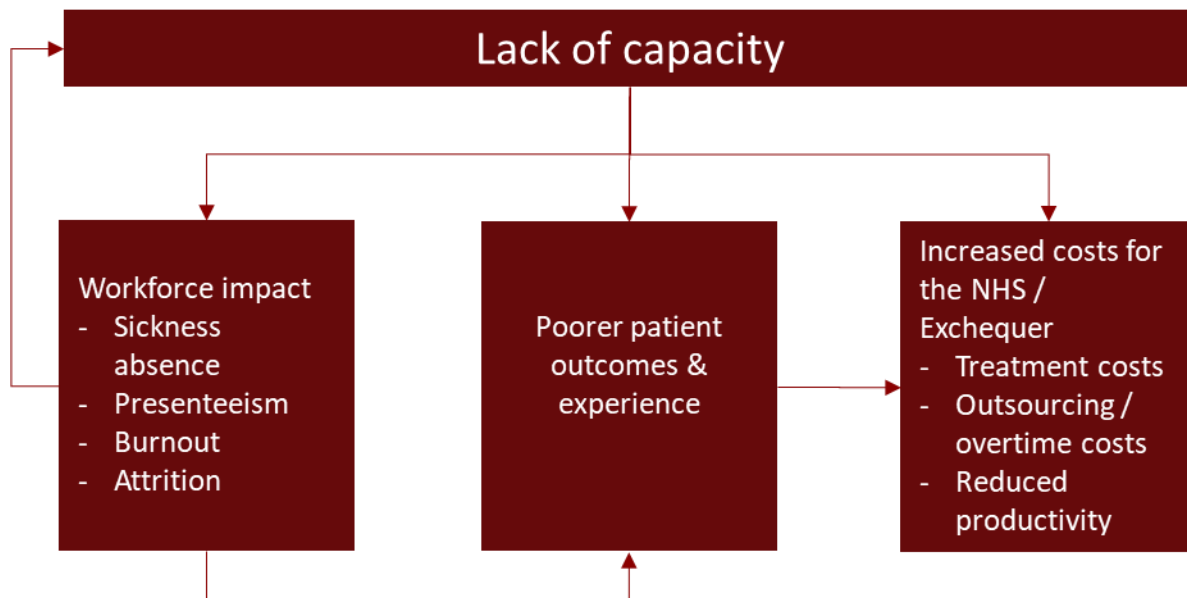 Lack of capacity
Workforce impact
- Sickness
absence
- Presenteeism
- Burnout
- Attrition
Poorer patient
outcomes &
experience
Increased costs for
the NHS /
Exchequer
- Treatment costs
- Outsourcing /
overtime costs
- Reduced
productivity